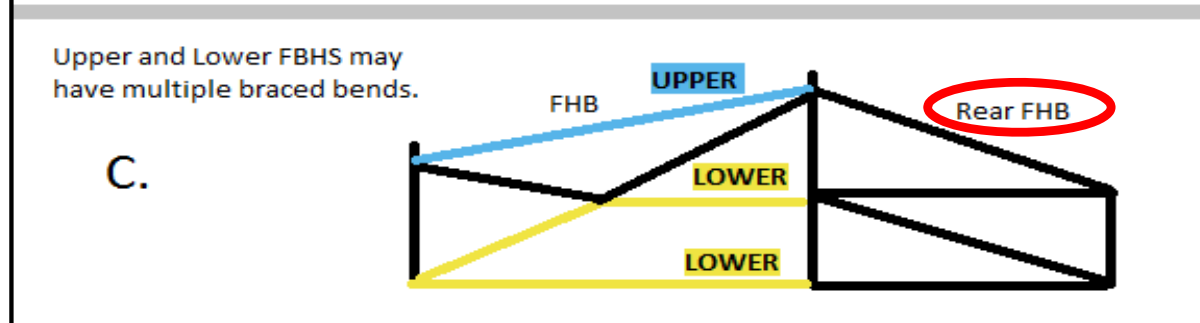 Upper and Lower FBHS may
have multiple braced bends.
C.
FHB
UPPER
Rear FHB
LOWER
LOWER